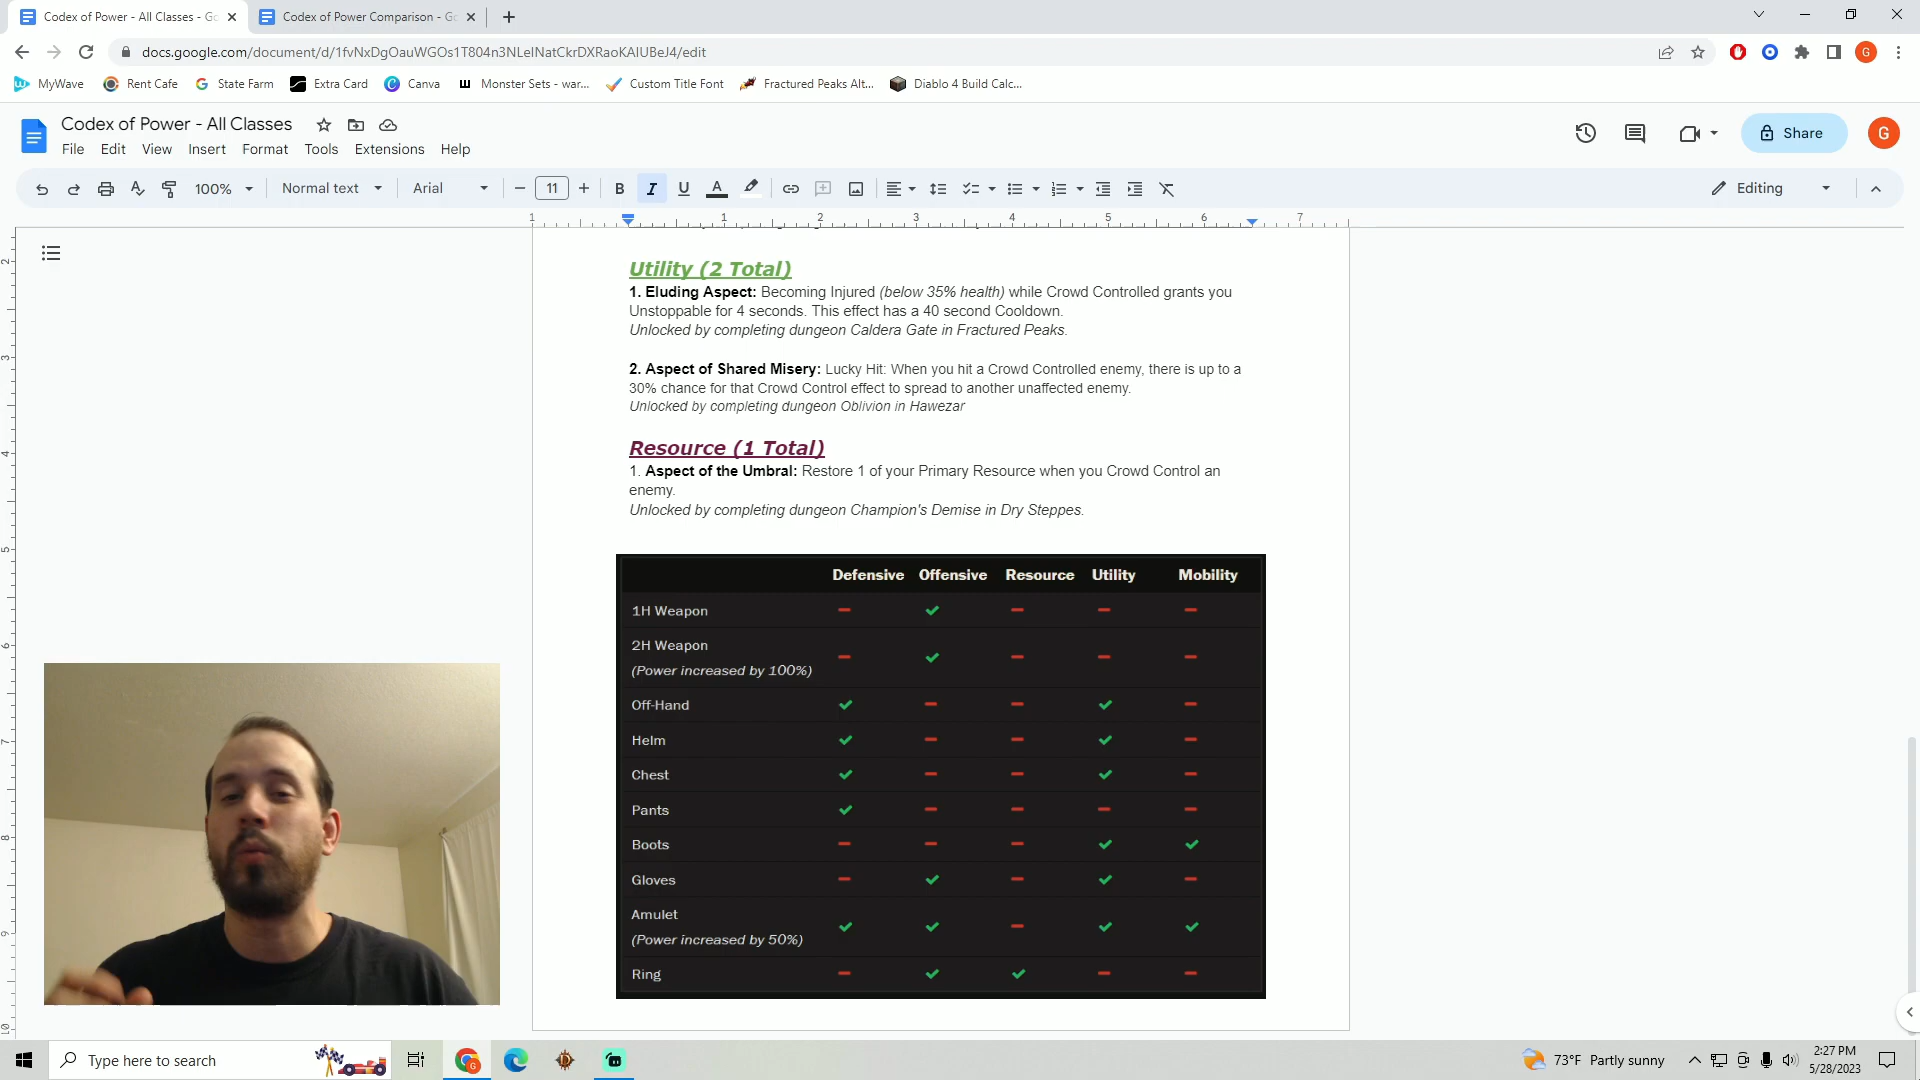 Codex of Power - All Classes - Go
Codex of Power Comparison - Go
docs.google.com/document/d/1fvNxDgOauWGOs1T804n3NLeINatCkrDXRaoKAIUBeJ4/edit
MyWave
Rent Cafe
State Farm
Extra Card
Canva
Monster Sets - war...
Custom Title Font
Fractured Peaks Alt...
Diablo 4 Build Calc...
Codex of Power - All Classes
File Edit View Insert Format Tools Extensions Help
Share
G
100%
Normal text
Arial
11
Editing
1 1 2 3 4 5 6 7
Utility (2 Total)
1. Eluding Aspect: Becoming Injured (below 35% health) while Crowd Controlled grants you
Unstoppable for 4 seconds. This effect has a 40 second Cooldown.
Unlocked by completing dungeon Caldera Gate in Fractured Peaks.
2. Aspect of Shared Misery: Lucky Hit: When you hit a Crowd Controlled enemy, there is up to a
30% chance for that Crowd Control effect to spread to another unaffected enemy.
Unlocked by completing dungeon Oblivion in Hawezar
Resource (1 Total)
1. Aspect of the Umbral: Restore 1 of your Primary Resource when you Crowd Control an
enemy.
Unlocked by completing dungeon Champion's Demise in Dry Steppes.
Defensive Offensive Resource Utility Mobility
1H Weapon
2H Weapon
(Power increased by 100%)
Off-Hand
Helm
Chest
Pants
Boots
Gloves
Amulet
(Power increased by 50%)
Ring
Type here to search
73°F Partly sunny
2:27 PM
5/28/2023